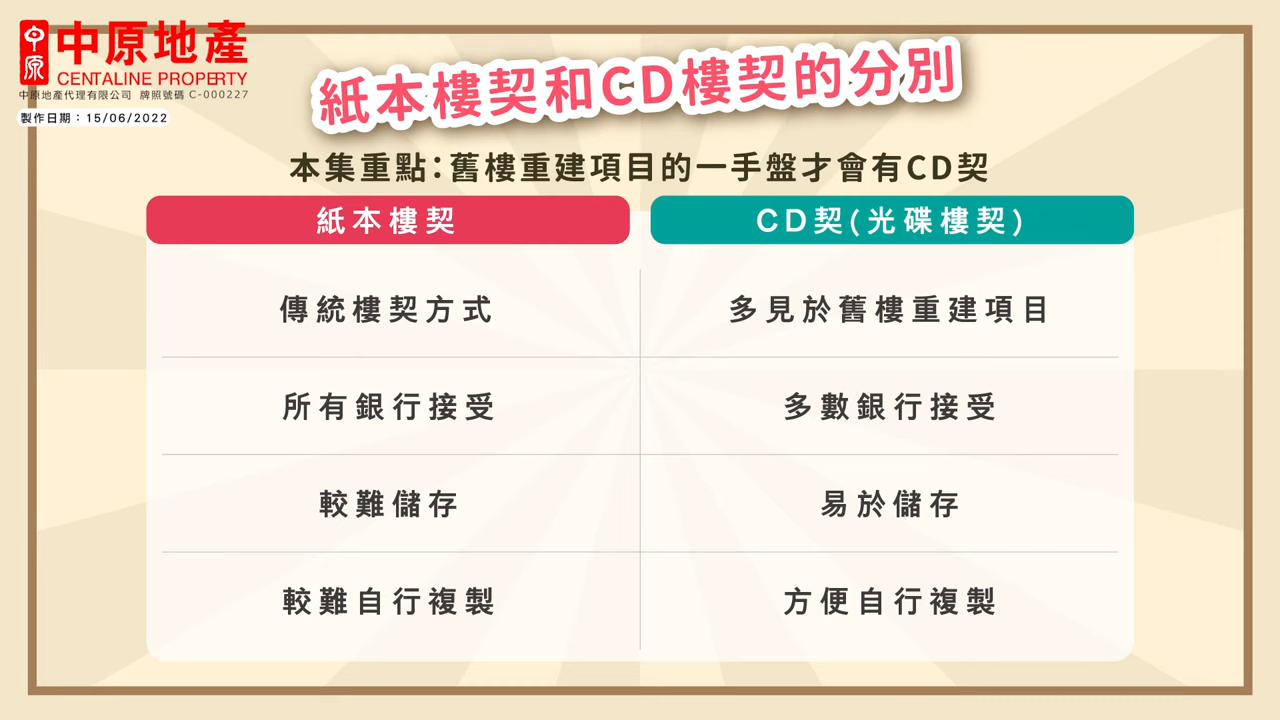 中原
中原地產
CENTALINE PROPERTY
中原地產代理有限公司 牌照號碼 C-000227
製作日期：15/06/2022
紙本樓契和CD樓契的分別
本集重點：舊樓重建項目的一手盤才會有CD契
紙本樓契
CD契(光碟樓契)
傳統樓契方式
多見於舊樓重建項目
所有銀行接受
多數銀行接受
較難儲存
易於儲存
較難自行複製
方便自行複製